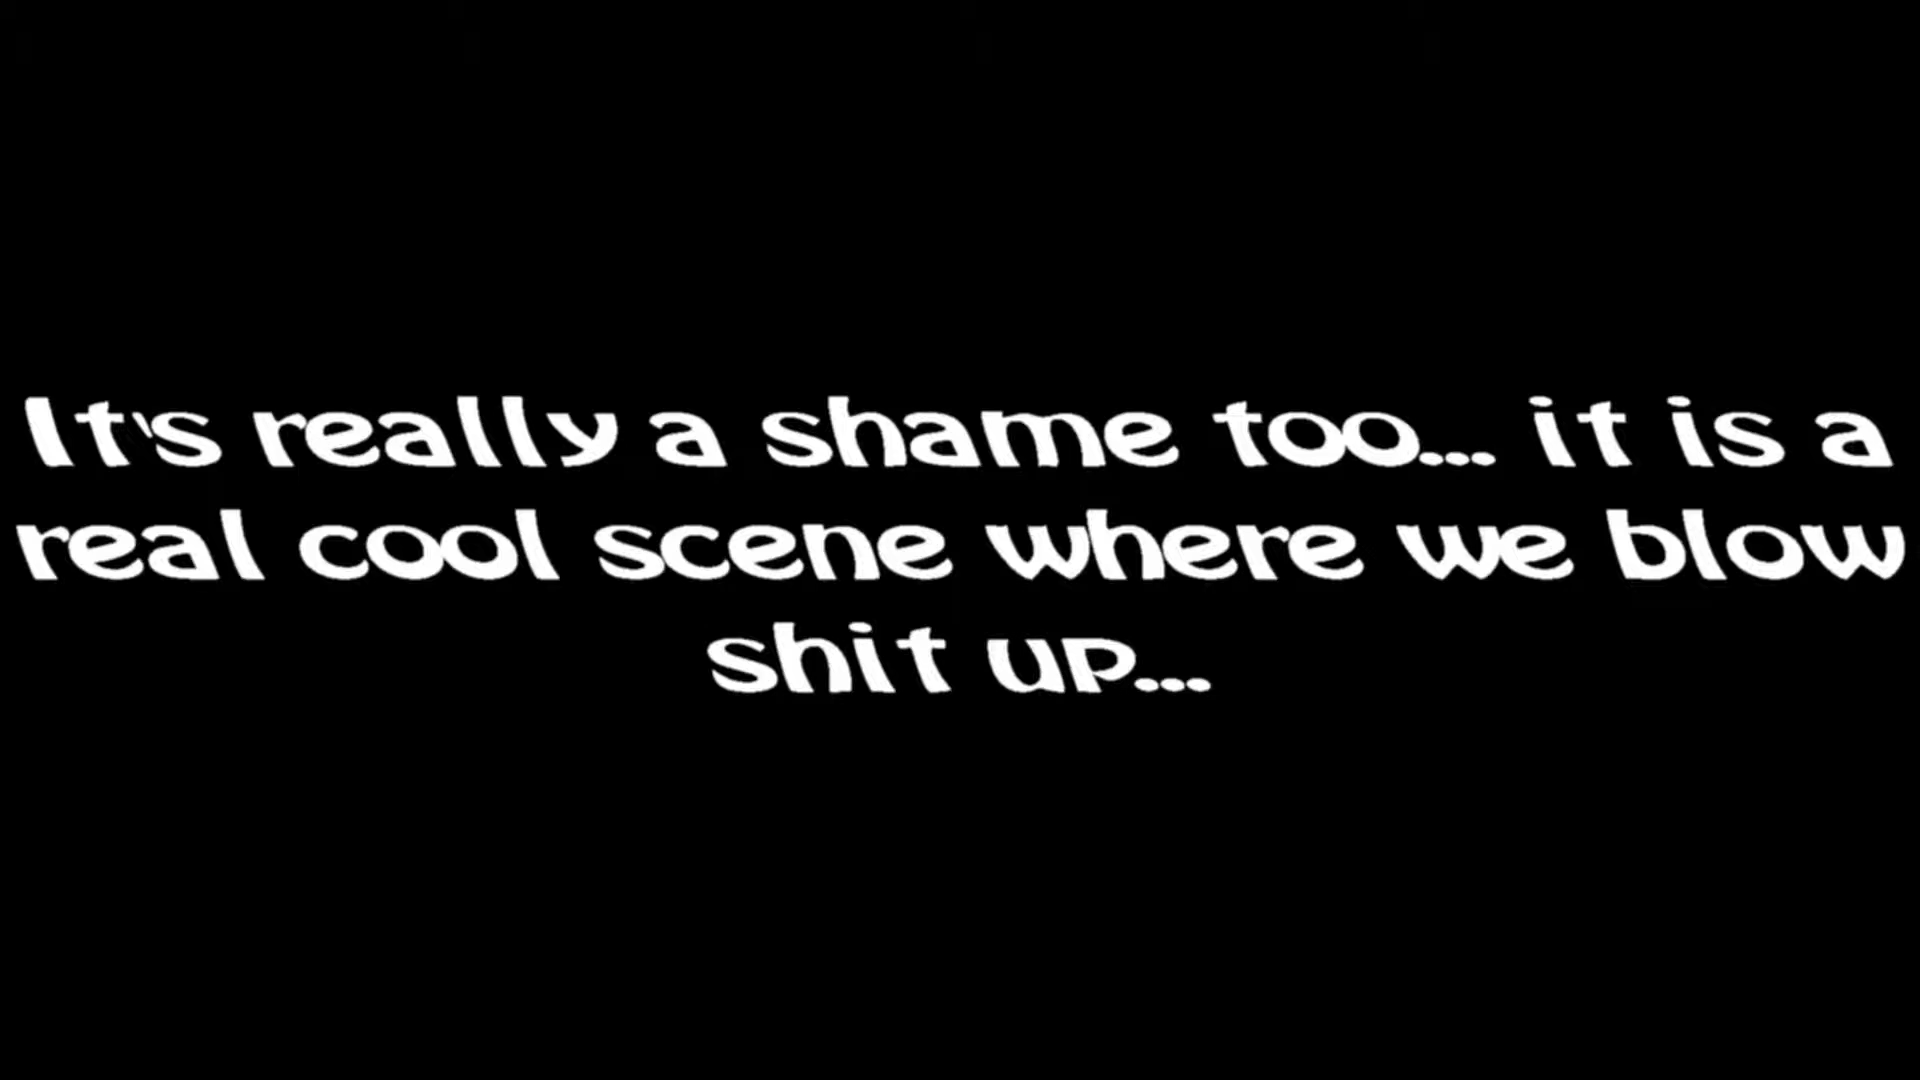 It's really a shame too... it is a
real cool scene where we blow
shit up...